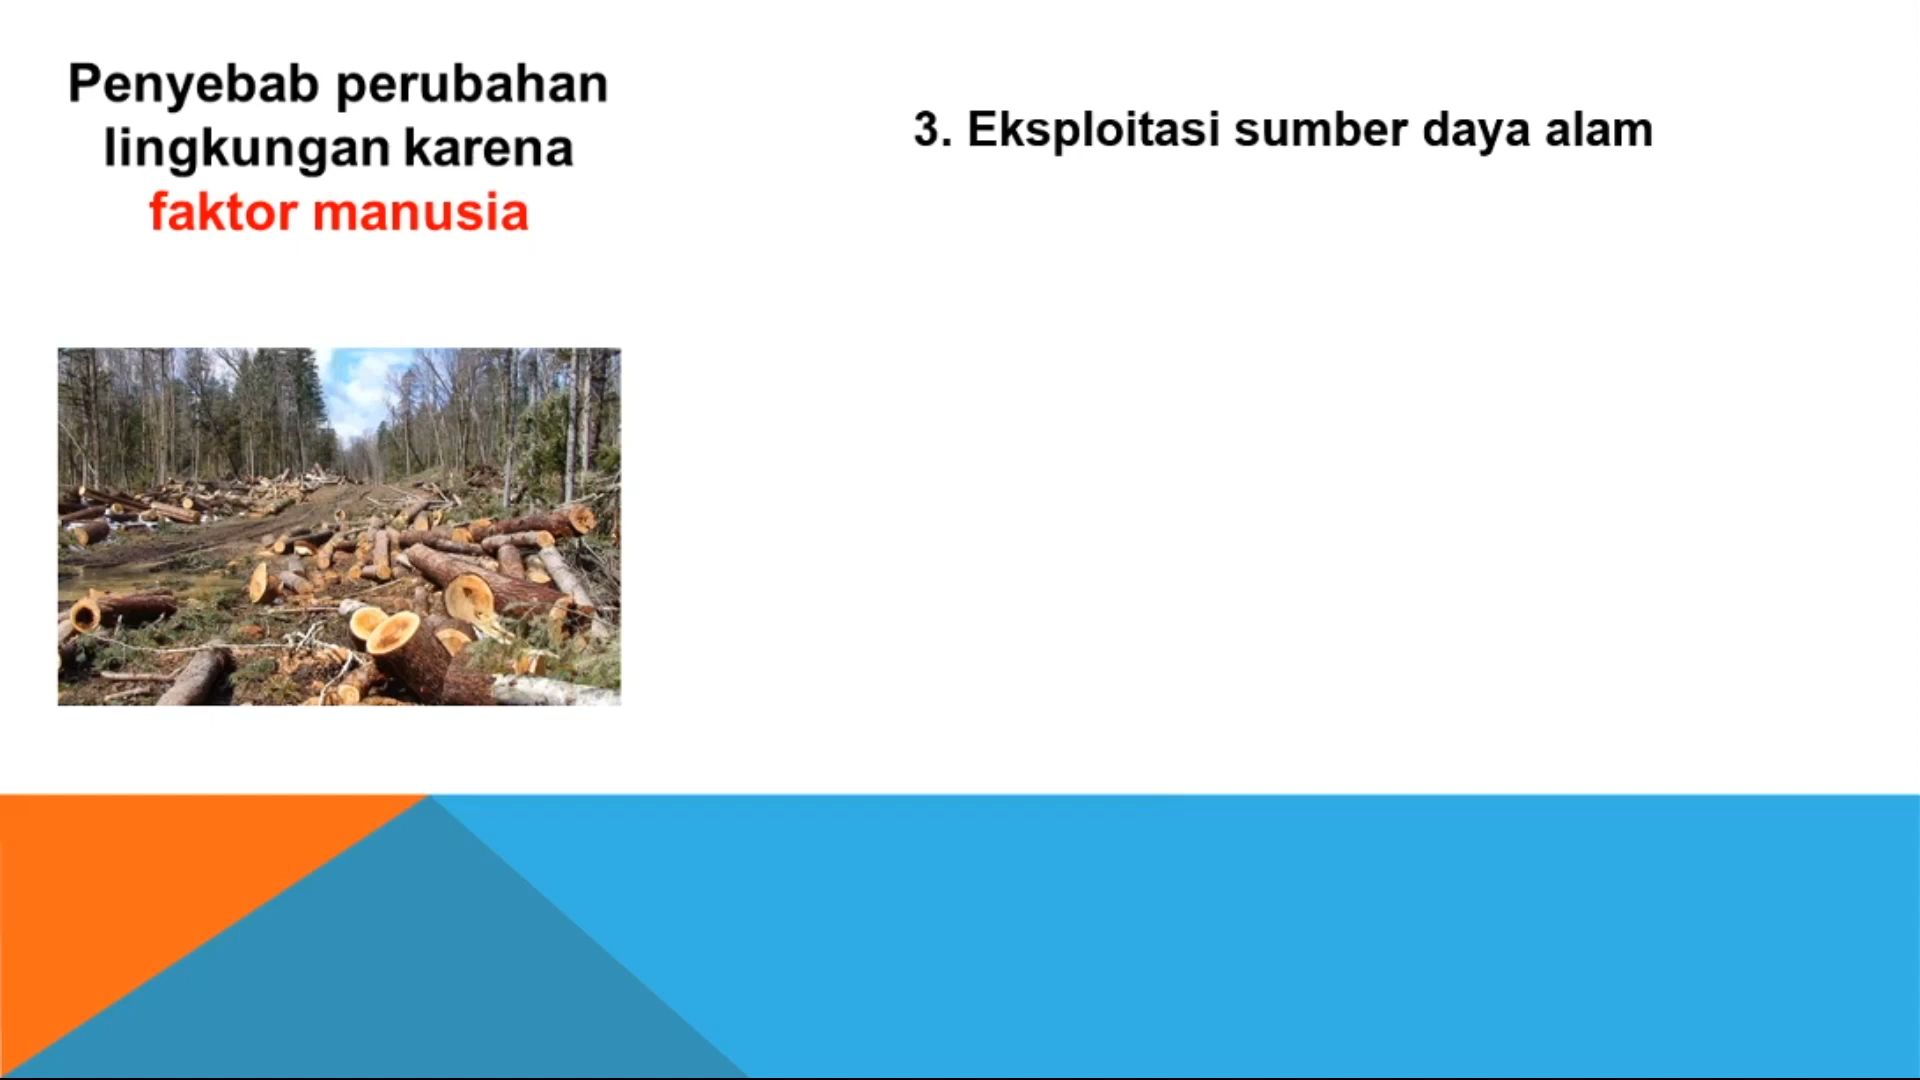 Penyebab perubahan
lingkungan karena
faktor manusia
3. Eksploitasi sumber daya alam